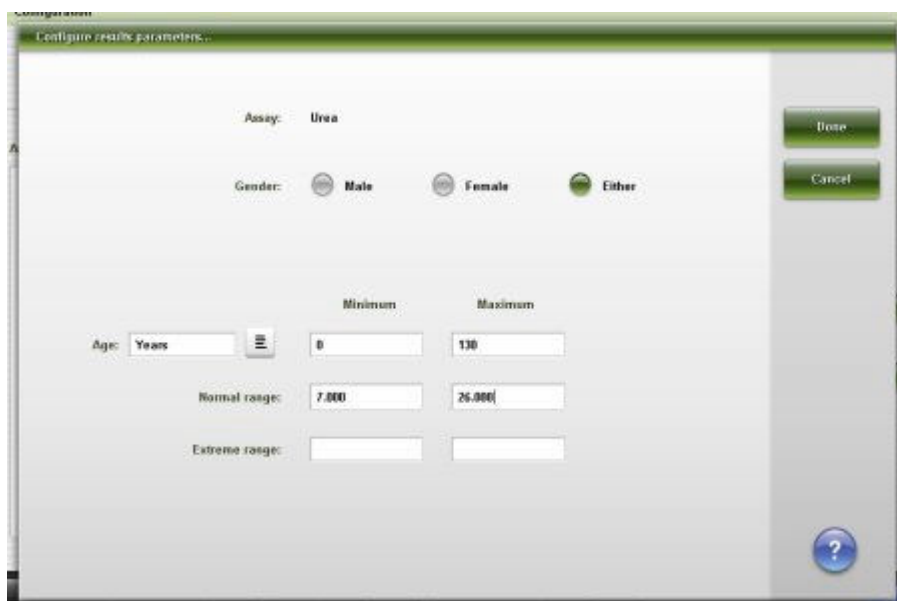 Configuration
Configure results parameters...
Assay: Urea
Done
Gender: Male Female Either
Cancel
Minimum Maximum
Age: Years 0 130
Normal range: 7.000 26.000
Extreme range:
?